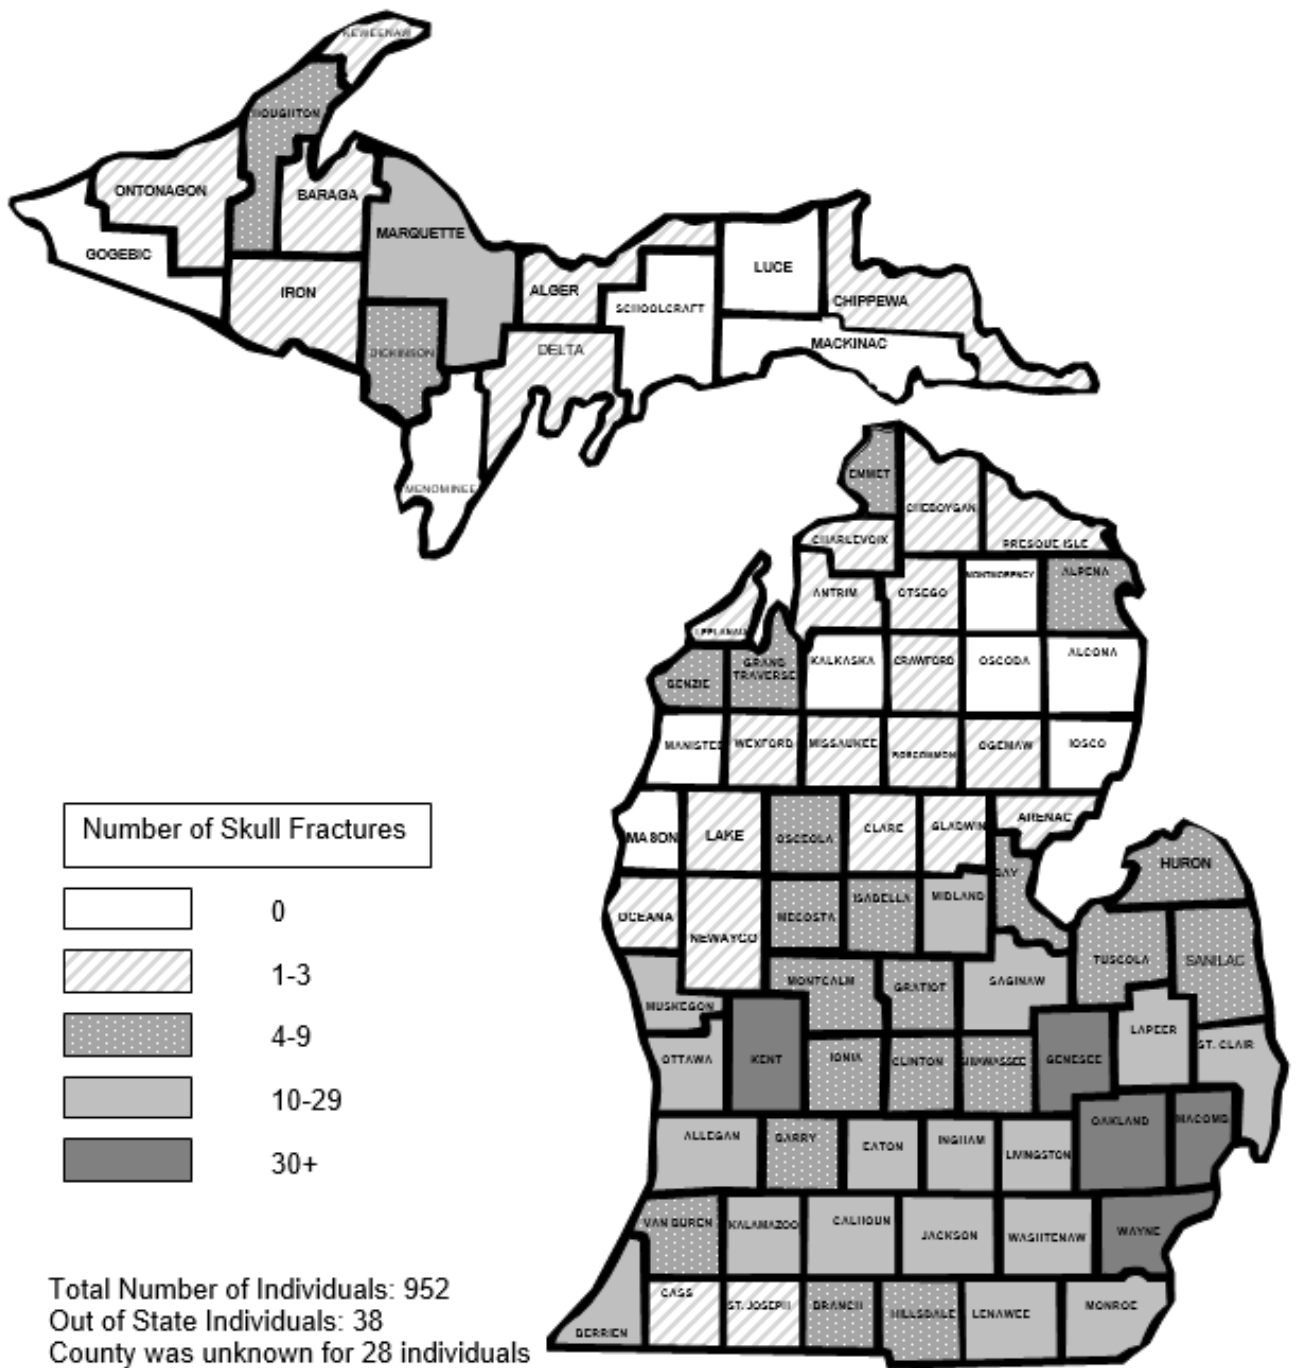 KEWEENAW
HOUGHTON
ONTONAGON
BARAGA
MARQUETTE
GOGEBIC
IRON
ALGER
LUCE
SCHOOLCRAFT
CHIPPEWA
DICKINSON
DELTA
MACKINAC
MENOMINEE
EMMET
CHEBOYGAN
CHARLEVOIX
PRESQUE ISLE
MONTMORENCY
ALPENA
ANTRIM
OTSEGO
LEELANAU
KALKASKA
CRAWFORD
OSCODA
ALCONA
GRAND
TRAVERSE
BENZIE
MANISTEE
WEXFORD
MISSAUKEE
ROSCOMMON
OGEMAW
IOSCO
Number of Skull Fractures
0
1-3
4-9
10-29
30+
MASON
LAKE
OSCEOLA
CLARE
GLADWIN
ARENAC
HURON
BAY
OCEANA
NEWAYGO
MECOSTA
ISABELLA
MIDLAND
TUSCOLA
SANILAC
MUSKEGON
MONTCALM
GRATIOT
SAGINAW
LAPEER
ST. CLAIR
OTTAWA
KENT
IONIA
CLINTON
SHIAWASSEE
GENESEE
OAKLAND
MACOMB
ALLEGAN
BARRY
EATON
INGHAM
LIVINGSTON
VAN BUREN
KALAMAZOO
CALHOUN
JACKSON
WASHTENAW
WAYNE
BERRIEN
CASS
ST. JOSEPH
BRANCH
HILLSDALE
LENAWEE
MONROE
Total Number of Individuals: 952
Out of State Individuals: 38
County was unknown for 28 individuals